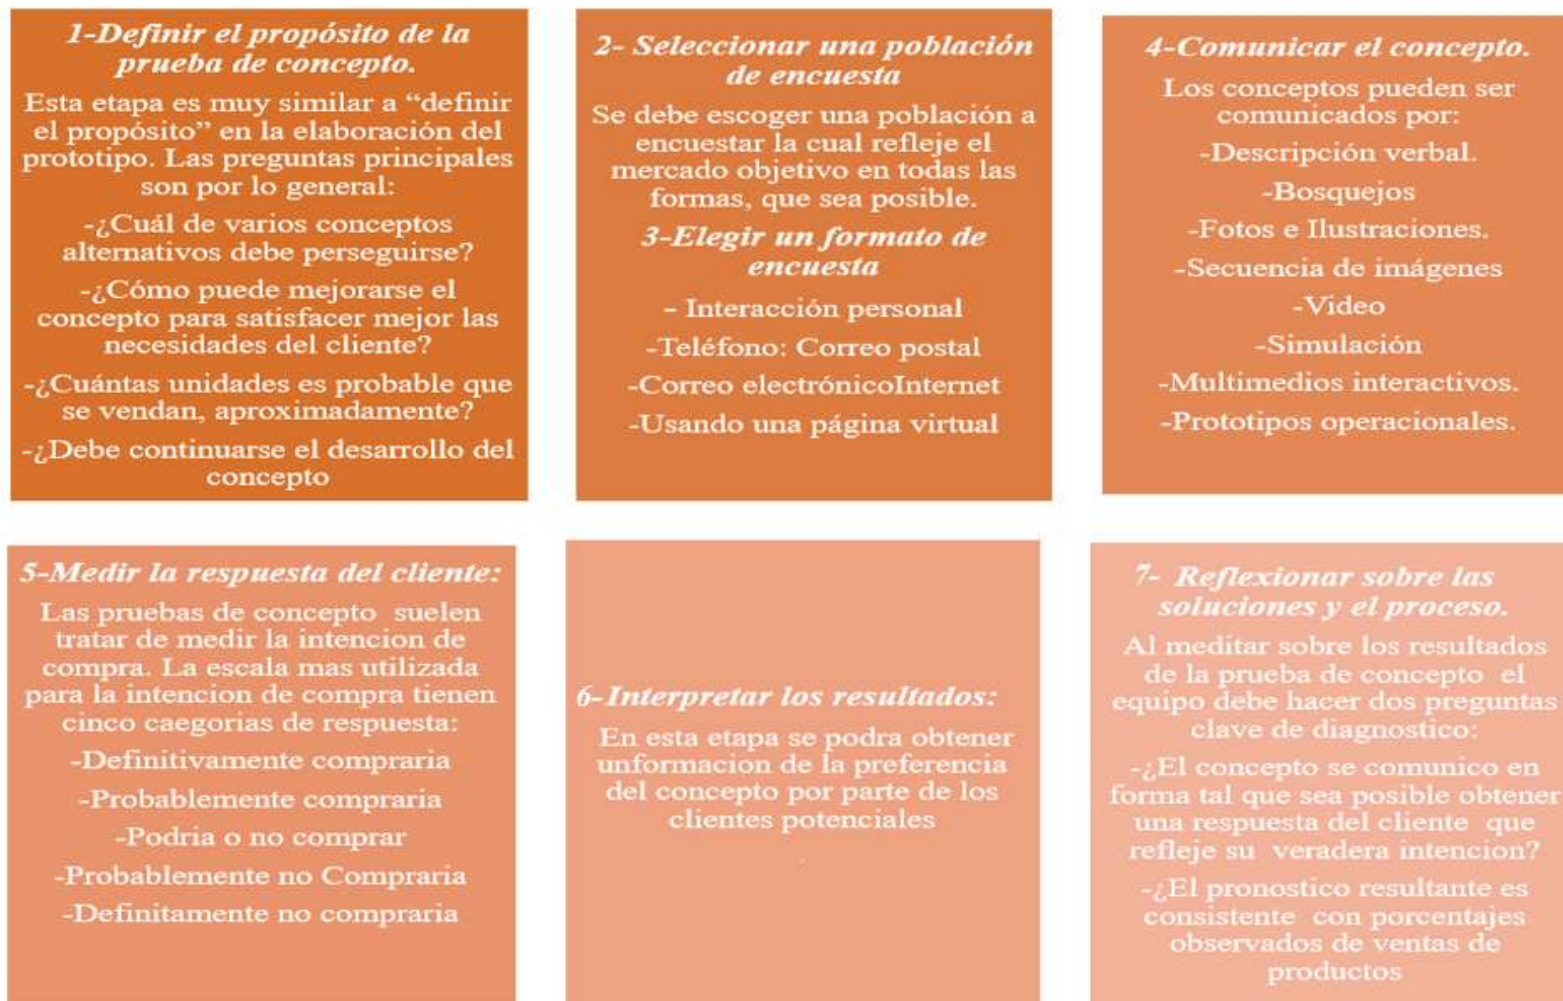 1-Definir el propósito de la
prueba de concepto.
Esta etapa es muy similar a “definir
el propósito” en la elaboración del
prototipo. Las preguntas principales
son por lo general:
-¿Cuál de varios conceptos
alternativos debe perseguirse?
-¿Cómo puede mejorarse el
concepto para satisfacer mejor las
necesidades del cliente?
-¿Cuántas unidades es probable que
se vendan, aproximadamente?
-¿Debe continuarse el desarrollo del
concepto
2- Seleccionar una población
de encuesta
Se debe escoger una población a
encuestar la cual refleje el
mercado objetivo en todas las
formas, que sea posible.
3-Elegir un formato de
encuesta
- Interacción personal
-Teléfono: Correo postal
-Correo electrónicoInternet
-Usando una página virtual
4-Comunicar el concepto.
Los conceptos pueden ser
comunicados por:
-Descripción verbal.
-Bosquejos
-Fotos e Ilustraciones.
-Secuencia de imágenes
-Video
-Simulación
-Multimedios interactivos.
-Prototipos operacionales.
5-Medir la respuesta del cliente:
Las pruebas de concepto suelen
tratar de medir la intencion de
compra. La escala mas utilizada
para la intencion de compra tienen
cinco caegorias de respuesta:
-Definitivamente compraria
-Probablemente compraria
-Podria o no comprar
-Probablemente no Compraria
-Definitamente no compraria
6-Interpretar los resultados:
En esta etapa se podra obtener
unformacion de la preferencia
del concepto por parte de los
clientes potenciales
.
7- Reflexionar sobre las
soluciones y el proceso.
Al meditar sobre los resultados
de la prueba de concepto el
equipo debe hacer dos preguntas
clave de diagnostico:
-¿El concepto se comunico en
forma tal que sea posible obtener
una respuesta del cliente que
refleje su veradera intencion?
-¿El pronostico resultante es
consistente con porcentajes
observados de ventas de
productos